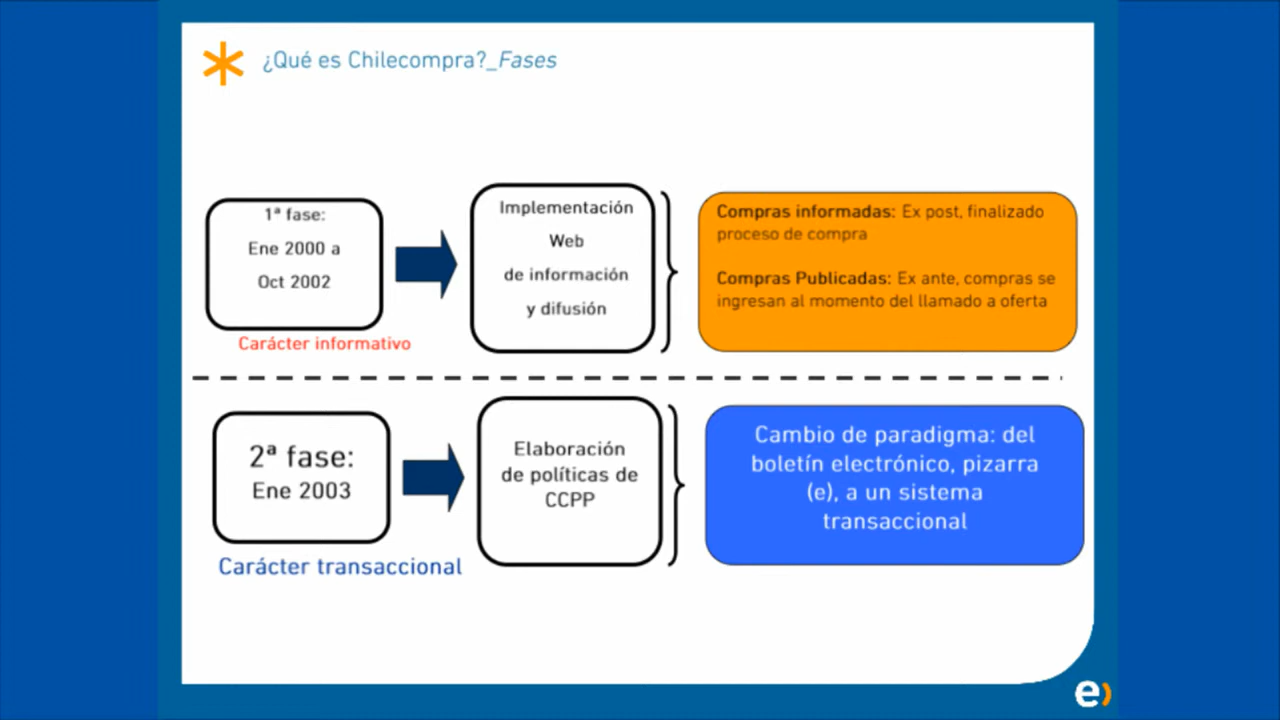 ¿Qué es Chilecompra?_Fases
1ª fase:
Ene 2000 a
Oct 2002
Carácter informativo
Implementación
Web
de información
y difusión
Compras informadas: Ex post, finalizado
proceso de compra
Compras Publicadas: Ex ante, compras se
ingresan al momento del llamado a oferta
2ª fase:
Ene 2003
Carácter transaccional
Elaboración
de políticas de
CCPP
Cambio de paradigma: del
boletín electrónico, pizarra
(e), a un sistema
transaccional
e)